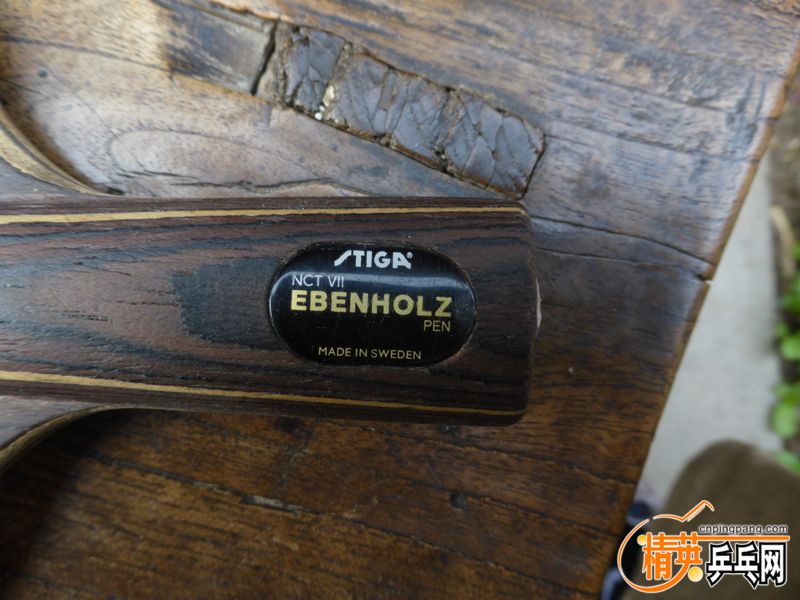 STIGA®
NCT VII
EBENHOLZ
PEN
MADE IN SWEDEN
cnpingpang.com
精英乒乓网